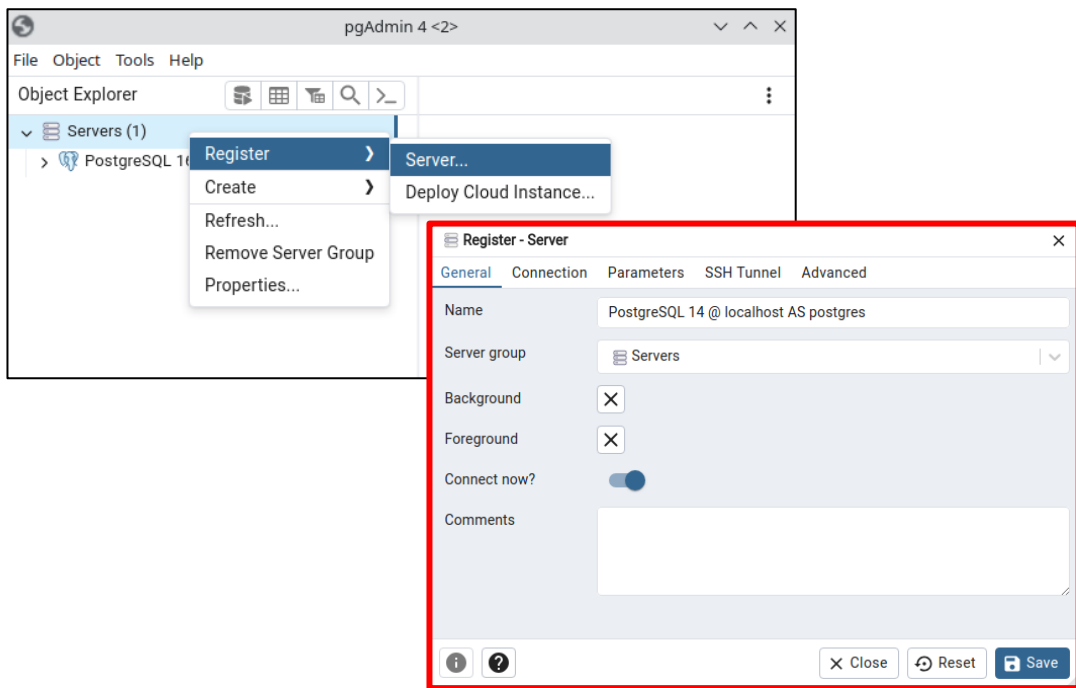 pgAdmin 4 <2>
File Object Tools Help
Object Explorer
Servers (1)
PostgreSQL 16
Register
Create
Refresh...
Remove Server Group
Properties...
Server...
Deploy Cloud Instance...
Register - Server
General Connection Parameters SSH Tunnel Advanced
Name PostgreSQL 14 @ localhost AS postgres
Server group Servers
Background
Foreground
Connect now?
Comments
Close Reset Save